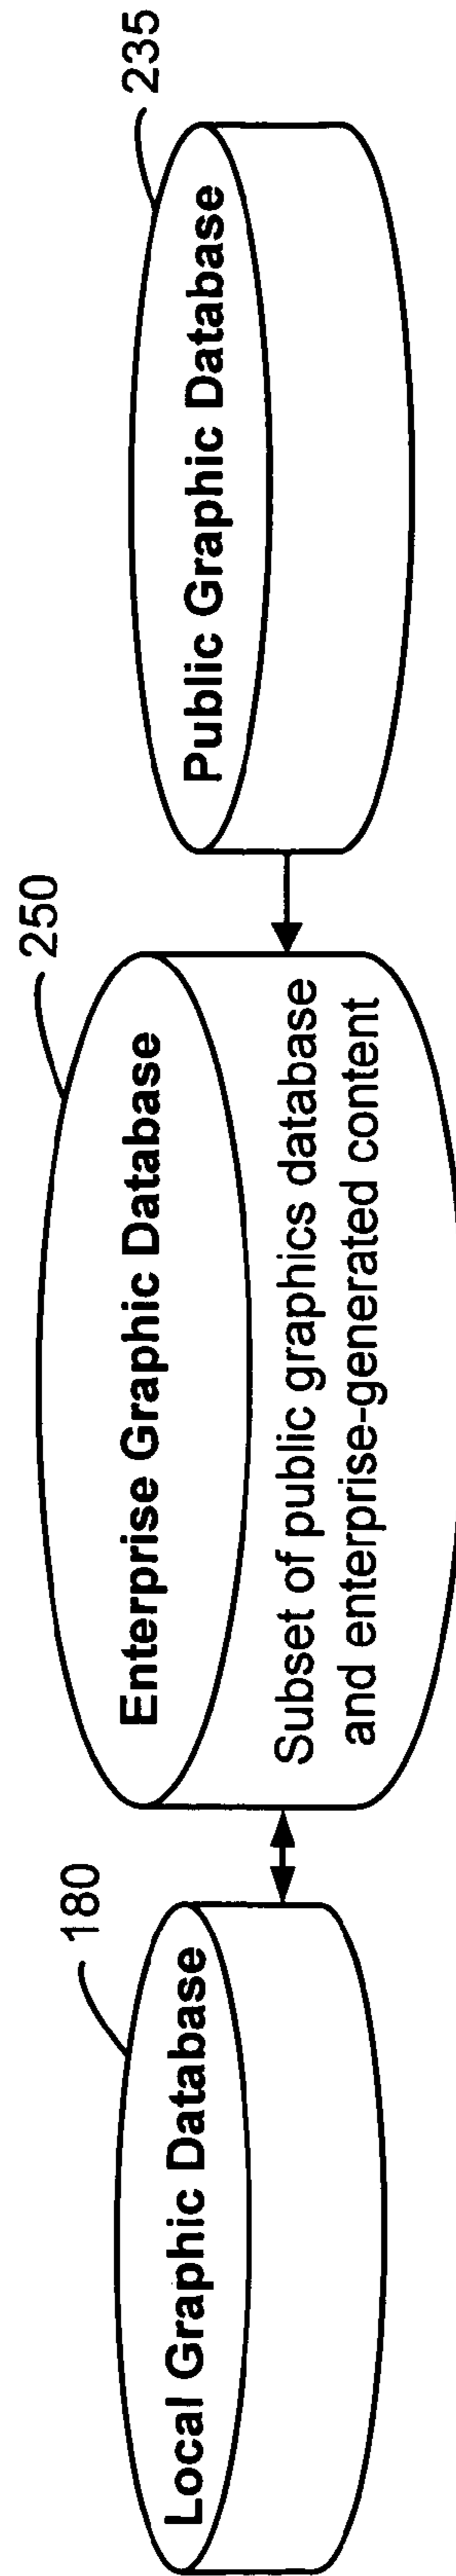 180
Local Graphic Database
250
Enterprise Graphic Database
Subset of public graphics database
and enterprise-generated content
235
Public Graphic Database